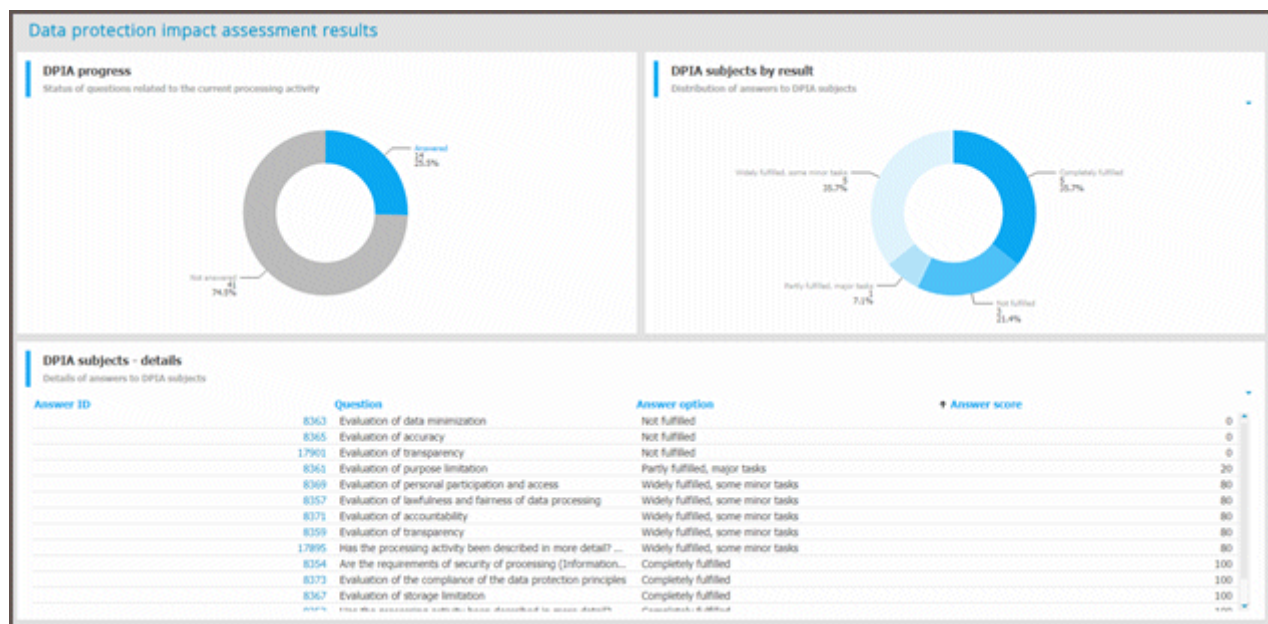 Data protection impact assessment results
DPIA progress
Status of questions related to the current processing activity
Answered
14
25.5%
Not answered
41
74.5%
DPIA subjects by result
Distribution of answers to DPIA subjects
Widely fulfilled, some minor tasks
5
35.7%
Completely fulfilled
5
35.7%
Partly fulfilled, major tasks
1
7.1%
Not fulfilled
3
21.4%
DPIA subjects - details
Details of answers to DPIA subjects
Answer ID Question Answer option Answer score
8363 Evaluation of data minimization Not fulfilled 0
8365 Evaluation of accuracy Not fulfilled 0
17901 Evaluation of transparency Not fulfilled 0
8361 Evaluation of purpose limitation Partly fulfilled, major tasks 20
8369 Evaluation of personal participation and access Widely fulfilled, some minor tasks 80
8357 Evaluation of lawfulness and fairness of data processing Widely fulfilled, some minor tasks 80
8371 Evaluation of accountability Widely fulfilled, some minor tasks 80
8359 Evaluation of transparency Widely fulfilled, some minor tasks 80
17895 Has the processing activity been described in more detail? ... Widely fulfilled, some minor tasks 80
8354 Are the requirements of security of processing (Information... Completely fulfilled 100
8373 Evaluation of the compliance of the data protection principles Completely fulfilled 100
8367 Evaluation of storage limitation Completely fulfilled 100